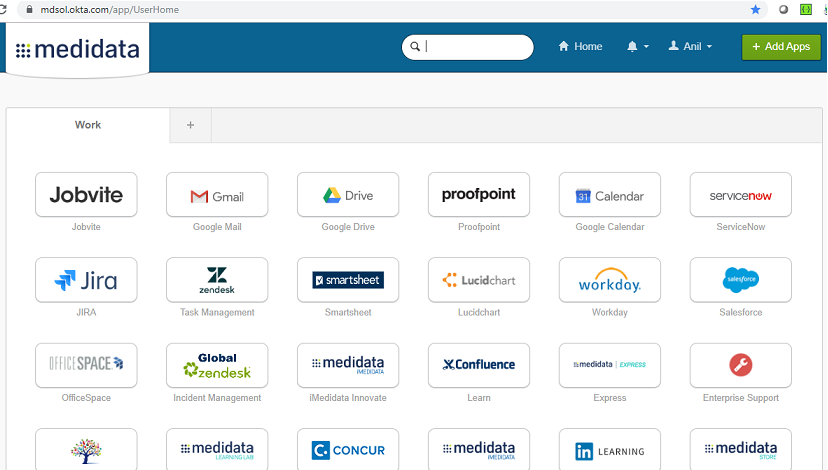 mdsol.okta.com/app/UserHome
medidata
Home
Anil
+ Add Apps
Work
+
Jobvite
Gmail
Drive
proofpoint
31 Calendar
servicenow
Jobvite
Google Mail
Google Drive
Proofpoint
Google Calendar
ServiceNow
Jira
zendesk
smartsheet
Lucidchart
workday.
salesforce
JIRA
Task Management
Smartsheet
Lucidchart
Workday
Salesforce
OFFICESPACE
Global
zendesk
medidata
iMEDIDATA
Confluence
medidata | EXPRESS
OfficeSpace
Incident Management
iMedidata Innovate
Learn
Express
Enterprise Support
medidata
LEARNING LAB
C. CONCUR
medidata
iMEDIDATA
in LEARNING
medidata
STORE